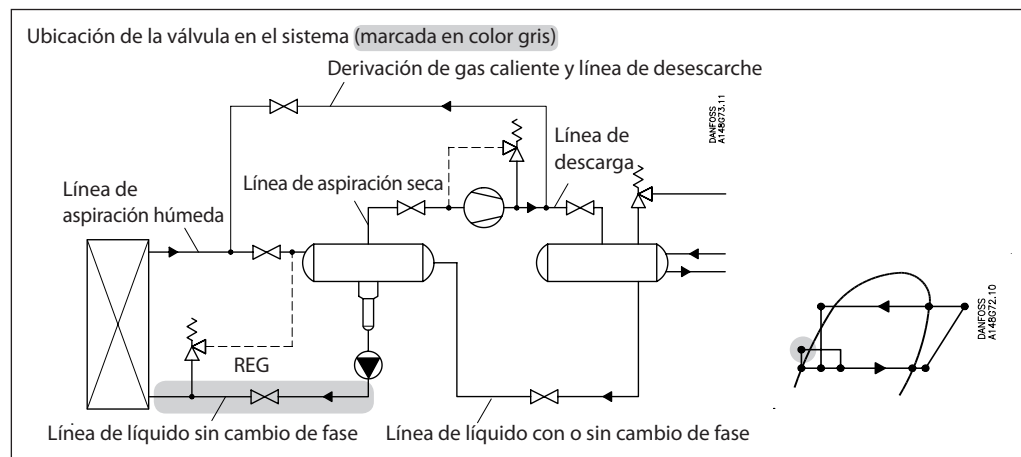 Ubicación de la válvula en el sistema (marcada en color gris)
Derivación de gas caliente y línea de desescarche
DANFOSS
A148G73.11
Línea de
descarga
Línea de aspiración seca
Línea de
aspiración húmeda
DANFOSS
A148G72.10
REG
Línea de líquido sin cambio de fase
Línea de líquido con o sin cambio de fase